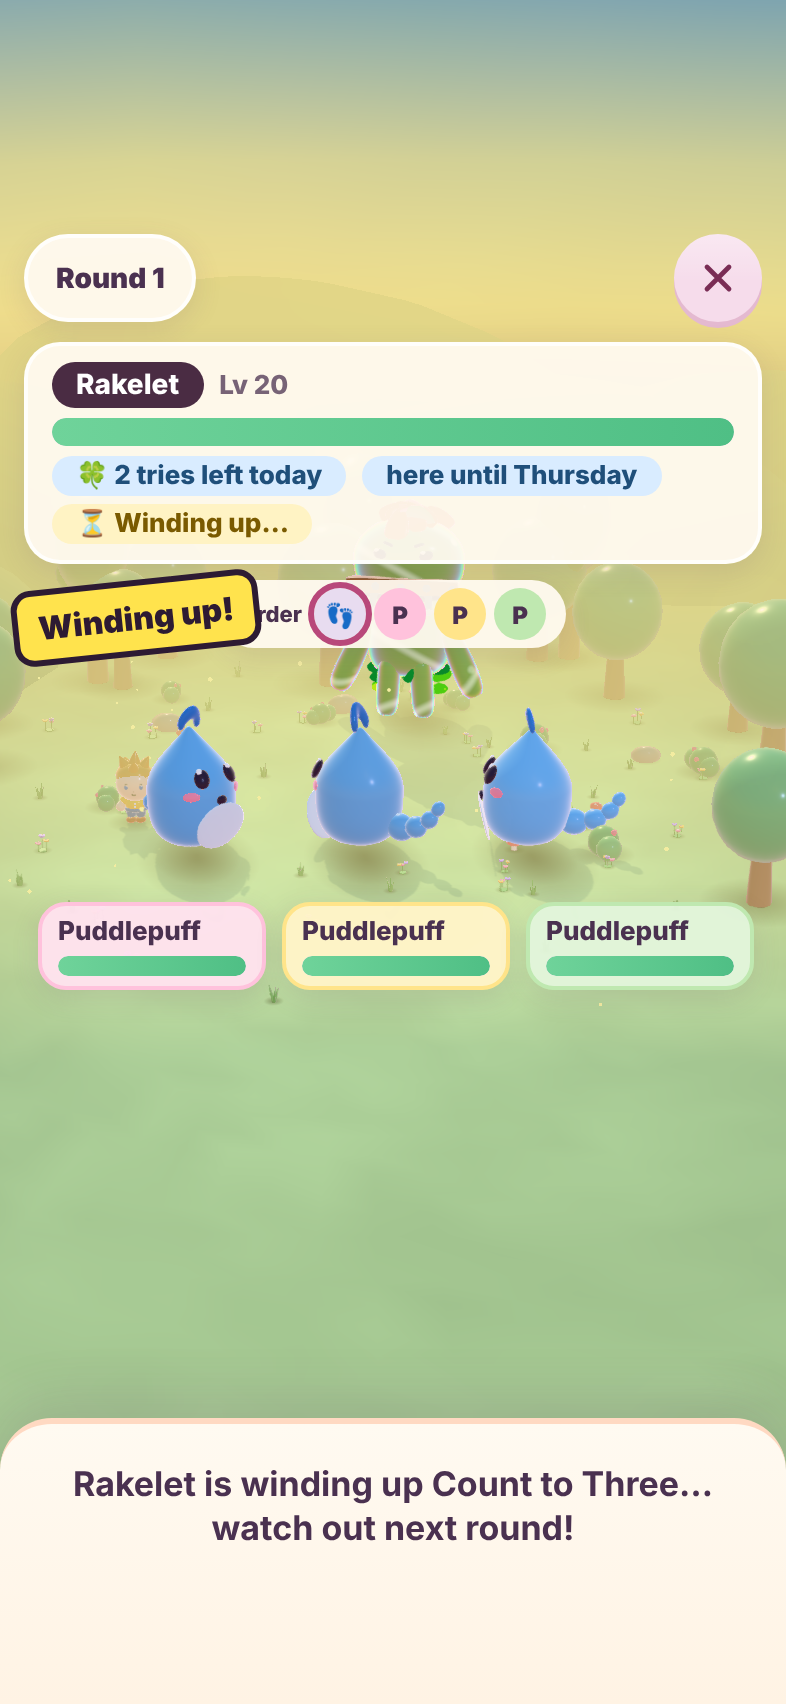 Round 1
Rakelet Lv 20
🍀 2 tries left today here until Thursday
⏳ Winding up...
Winding up!
P P P
Puddlepuff Puddlepuff Puddlepuff
Rakelet is winding up Count to Three...
watch out next round!